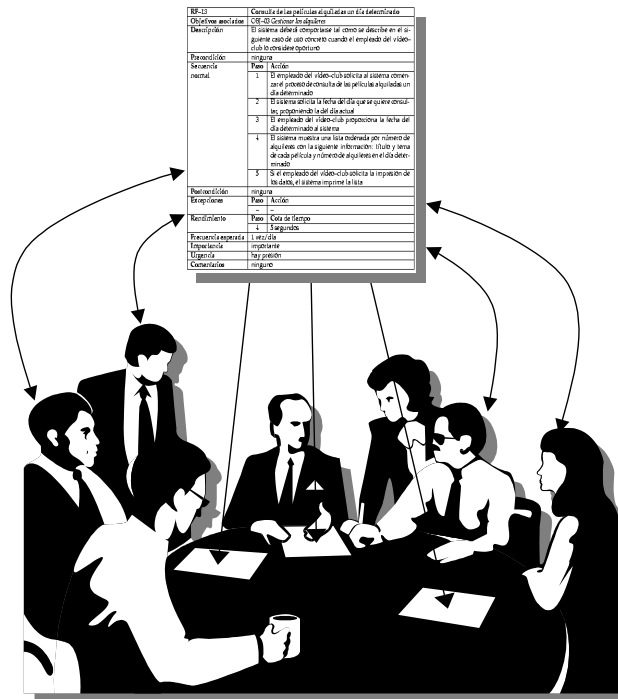 RF–13 Consulta de las películas alquiladas un día determinado
Objetivos asociados OBJ–03 Gestionar los alquileres
Descripción El sistema deberá comportarse tal como se describe en el si-
guiente caso de uso concreto cuando el empleado del vídeo-
club lo considere oportuno
Precondición ninguna
Secuencia Paso Acción
normal 1 El empleado del vídeo-club solicita al sistema comen-
zar el proceso de consulta de las películas alquiladas un
día determinado
2 El sistema solicita la fecha del día que se quiere consul-
tar, proponiendo la del día actual
3 El empleado del vídeo-club proporciona la fecha del
día determinado al sistema
4 El sistema muestra una lista ordenada por número de
alquileres con la siguiente información: título y tema
de cada película y número de alquileres en el día deter-
minado
5 Si el empleado del vídeo-club solicita la impresión de
los datos, el sistema imprime la lista
Postcondición ninguna
Excepciones Paso Acción
– –
Rendimiento Paso Cota de tiempo
4 5 segundos
Frecuencia esperada 1 vez/día
Importancia importante
Urgencia hay presión
Comentarios ninguno